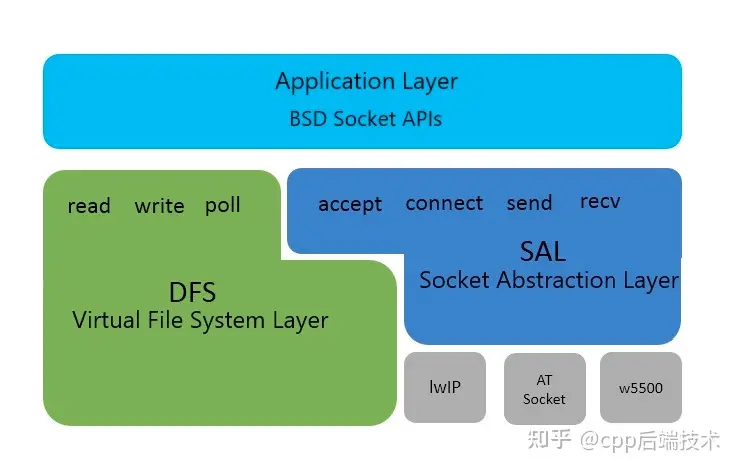 Application Layer
BSD Socket APIs
read write poll
accept connect send recv
DFS
Virtual File System Layer
SAL
Socket Abstraction Layer
lwIP
AT
Socket
w5500
知乎 @cpp后端技术